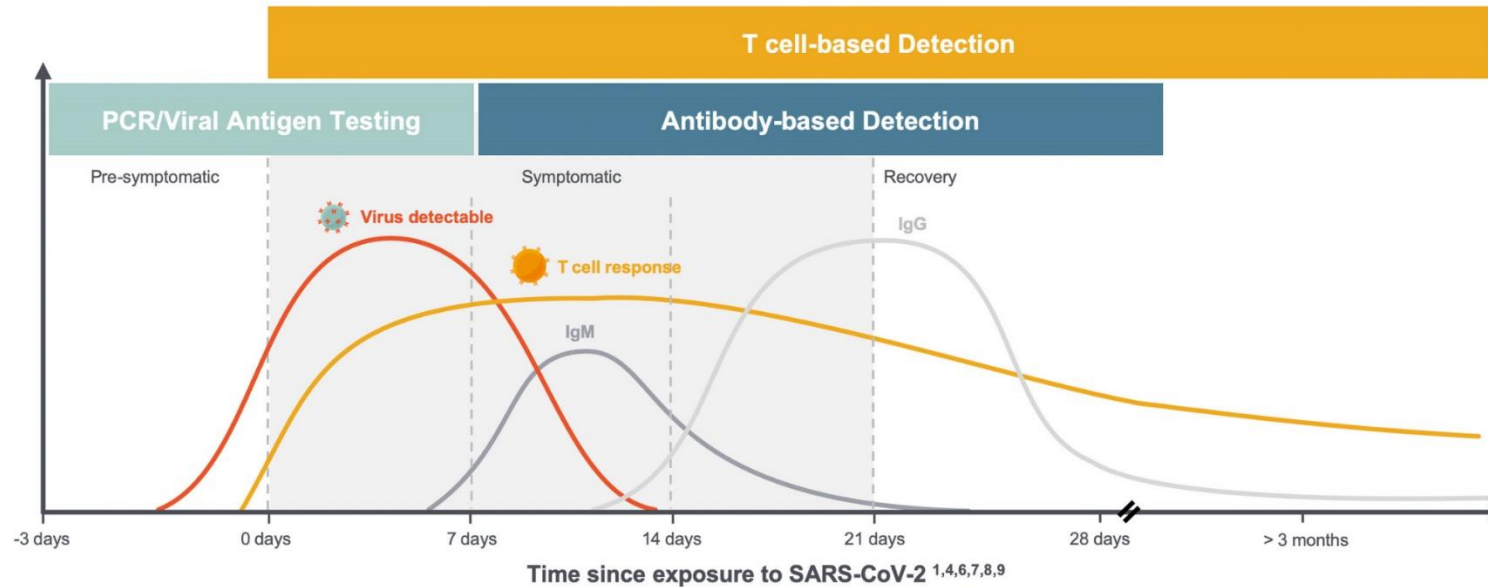 T cell-based Detection
PCR/Viral Antigen Testing
Antibody-based Detection
Pre-symptomatic
Symptomatic
Recovery
Virus detectable
IgG
T cell response
IgM
-3 days
0 days
7 days
14 days
21 days
28 days
> 3 months
Time since exposure to SARS-CoV-2 1,4,6,7,8,9